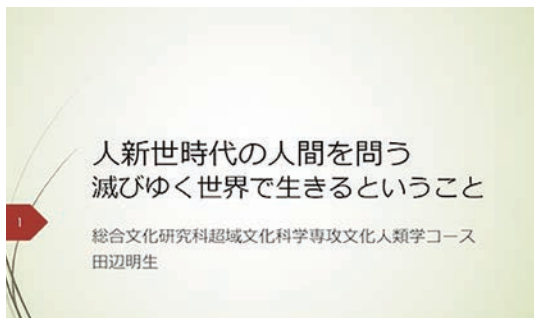 人新世時代の人間を問う
滅びゆく世界で生きるということ
1
総合文化研究科超域文化科学専攻文化人類学コース
田辺明生